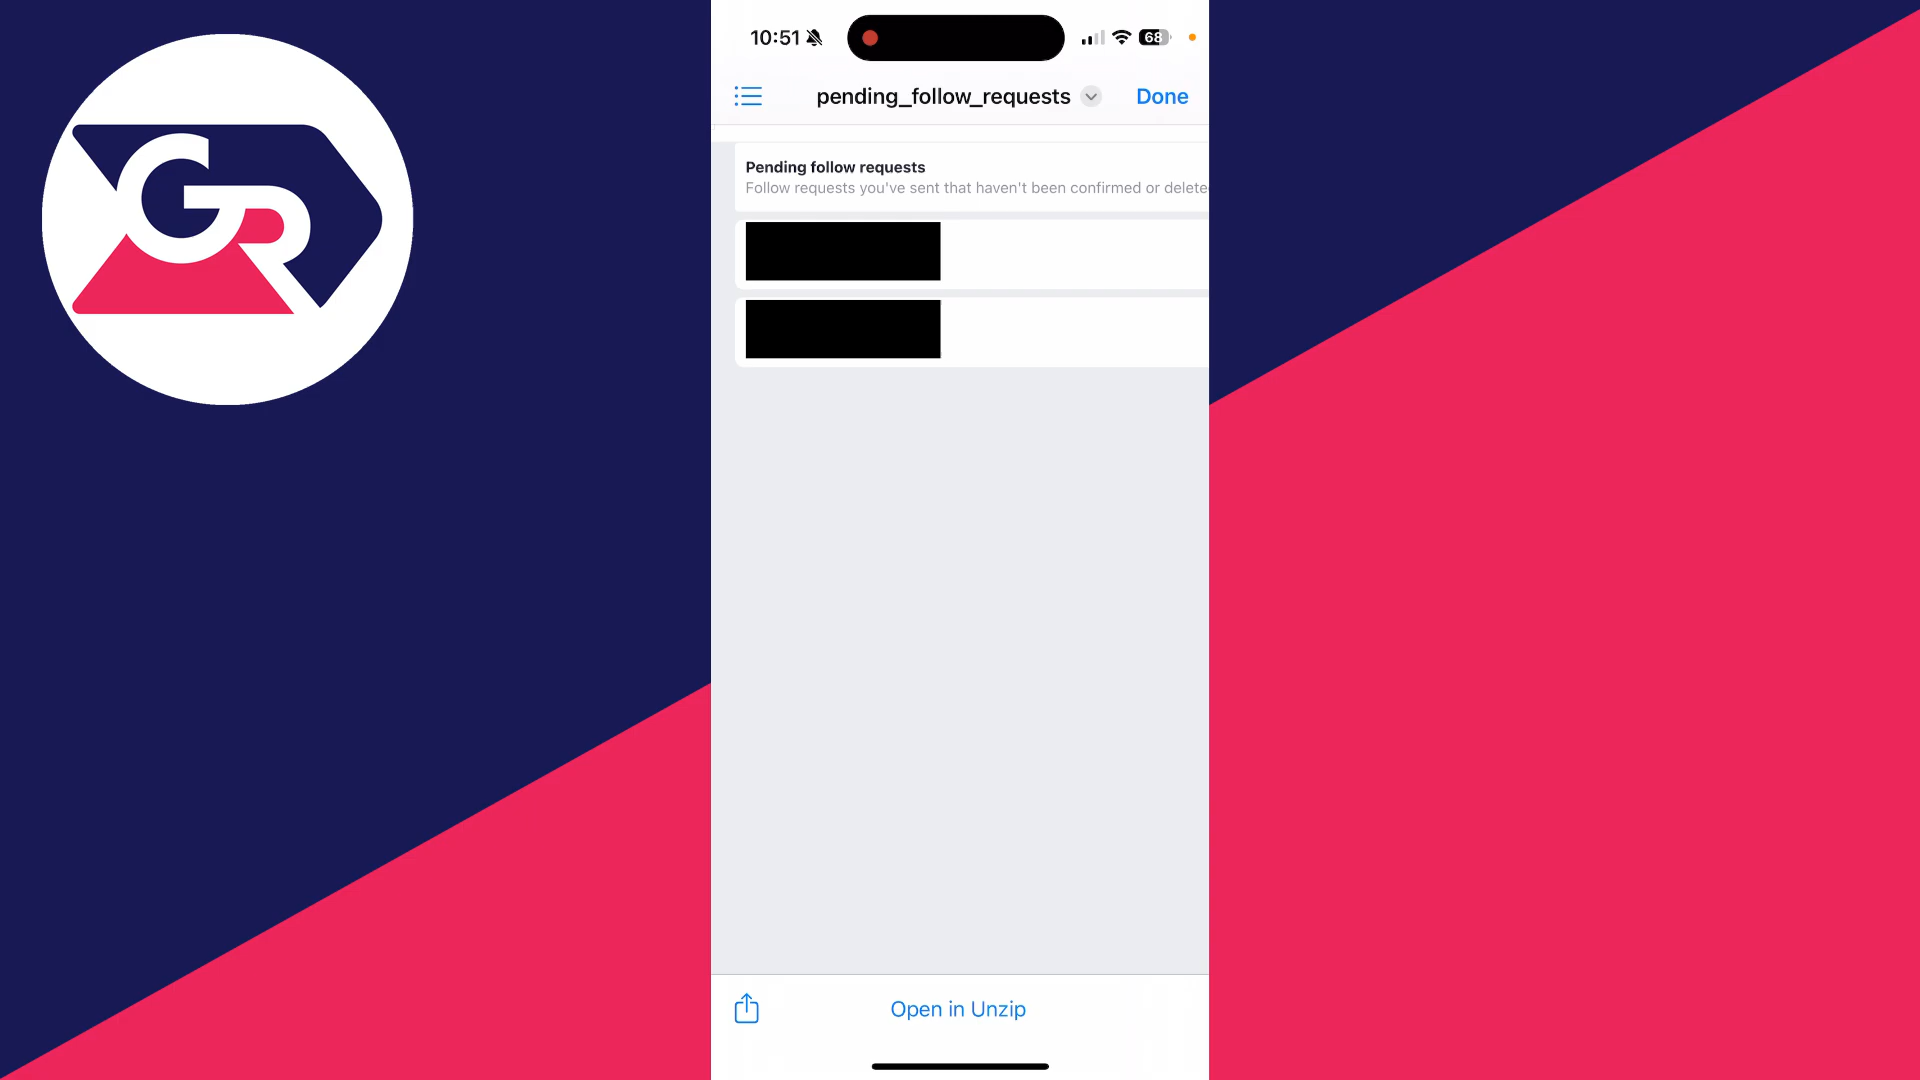 GR
10:51
68
pending_follow_requests
Done
Pending follow requests
Follow requests you've sent that haven't been confirmed or delete
Open in Unzip